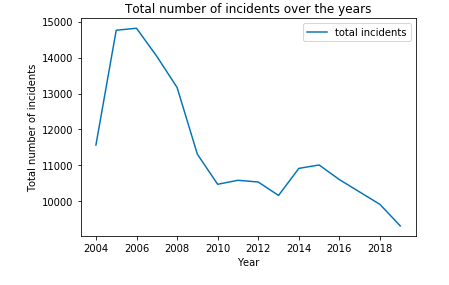 Total number of incidents over the years
total incidents
Total number of incidents
15000
14000
13000
12000
11000
10000
2004 2006 2008 2010 2012 2014 2016 2018
Year